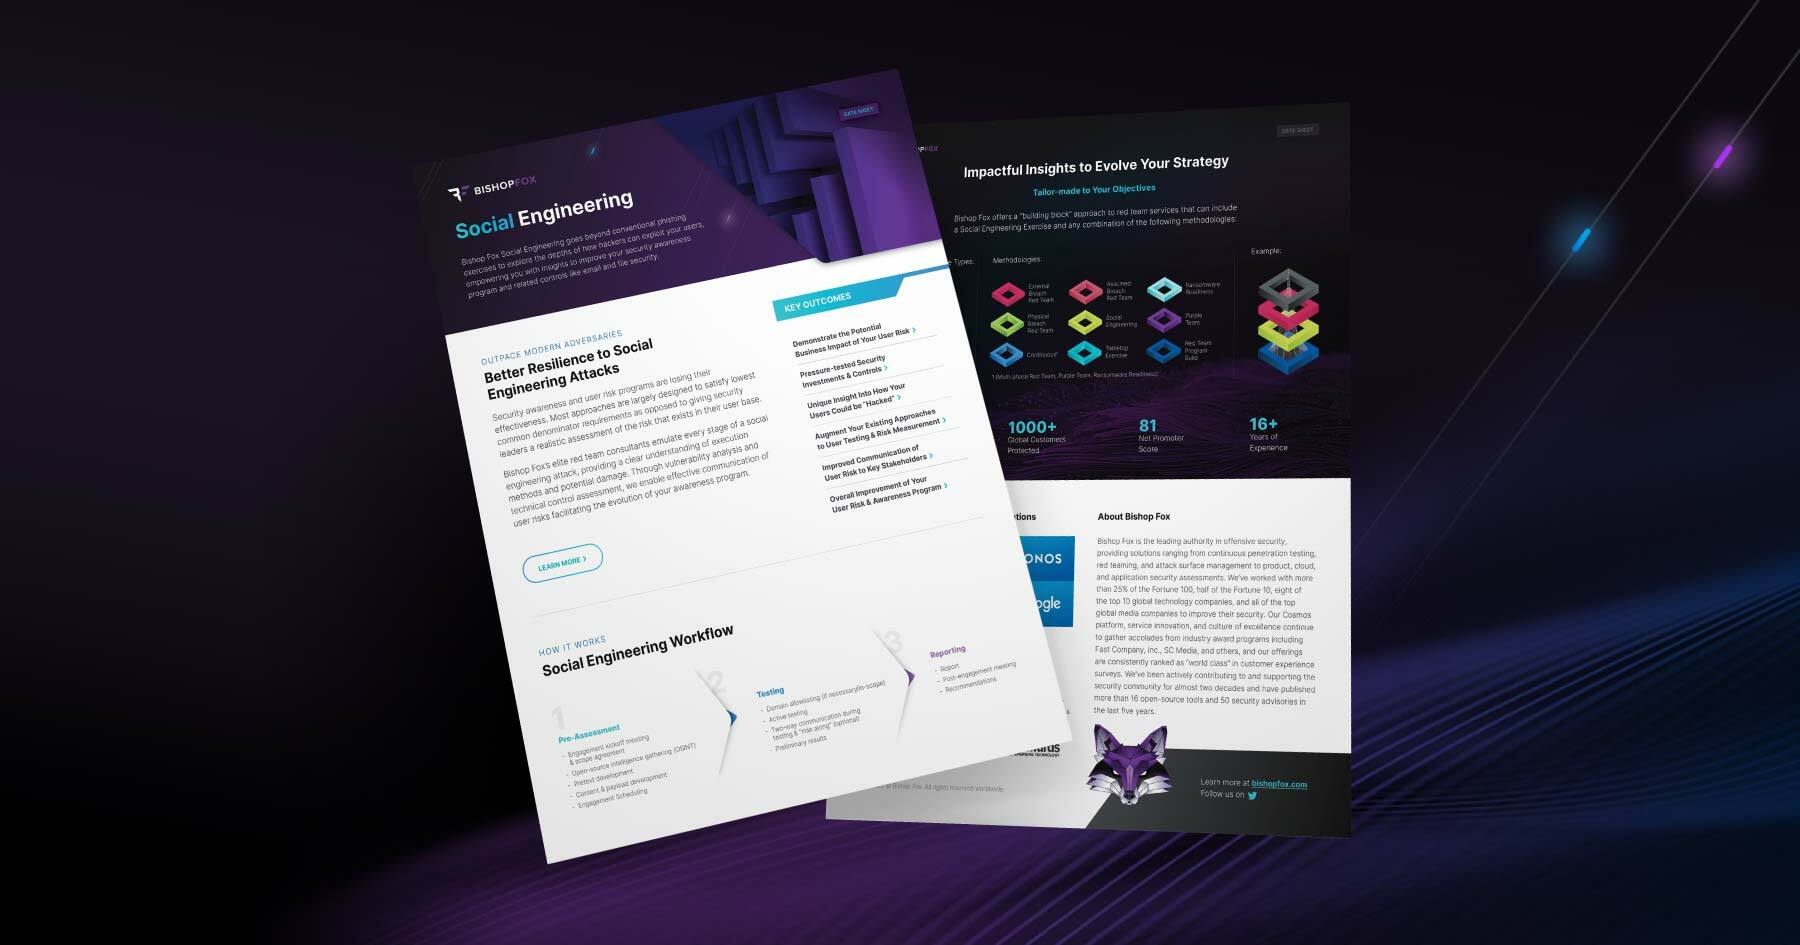 DATA SHEET
BISHOPFOX
Social Engineering
Bishop Fox Social Engineering goes beyond conventional phishing
exercises to explore the depths of how hackers can exploit your users,
empowering you with insights to improve your security awareness
program and related controls like email and file security.
OUTPACE MODERN ADVERSARIES
Better Resilience to Social
Engineering Attacks
Security awareness and user risk programs are losing their
effectiveness. Most approaches are largely designed to satisfy lowest
common denominator requirements as opposed to giving security
leaders a realistic assessment of the risk that exists in their user base.
Bishop Fox's elite red team consultants emulate every stage of a social
engineering attack, providing a clear understanding of execution
methods and potential damage. Through vulnerability analysis and
technical control assessment, we enable effective communication of
user risks facilitating the evolution of your awareness program.
LEARN MORE >
KEY OUTCOMES
Demonstrate the Potential
Business Impact of Your User Risk >
Pressure-tested Security
Investments & Controls >
Unique Insight Into How Your
Users Could be "Hacked" >
Augment Your Existing Approaches
to User Testing & Risk Measurement >
Improved Communication of
User Risk to Key Stakeholders >
Overall Improvement of Your
User Risk & Awareness Program >
HOW IT WORKS
Social Engineering Workflow
1
Pre-Assessment
- Engagement kickoff meeting
& scope agreement
- Open-source intelligence gathering (OSINT)
- Pretext development
- Content & payload development
- Engagement Scheduling
2
Testing
- Domain allowlisting (if necessary/in-scope)
- Active testing
- Two-way communication during
testing & "ride along" (optional)
- Preliminary results
3
Reporting
- Report
- Post-engagement meeting
- Recommendations
DATA SHEET
OPFOX
Impactful Insights to Evolve Your Strategy
Tailor-made to Your Objectives
Bishop Fox offers a "building block" approach to red team services that can include
a Social Engineering Exercise and any combination of the following methodologies:
e Types:
Methodologies:
Example:
External
Breach
Red Team
Assumed
Breach
Red Team
Ransomware
Readiness
Physical
Breach
Red Team
Social
Engineering
Purple
Team
Continuous¹
Tabletop
Exercise
Red Team
Program
Build
1 (Multi-phase Red Team, Purple Team, Ransomware Readiness)
1000+
Global Customers
Protected
81
Net Promoter
Score
16+
Years of
Experience
tions
ONOS
ogle
About Bishop Fox
Bishop Fox is the leading authority in offensive security,
providing solutions ranging from continuous penetration testing,
red teaming, and attack surface management to product, cloud,
and application security assessments. We've worked with more
than 25% of the Fortune 100, half of the Fortune 10, eight of
the top 10 global technology companies, and all of the top
global media companies to improve their security. Our Cosmos
platform, service innovation, and culture of excellence continue
to gather accolades from industry award programs including
Fast Company, Inc., SC Media, and others, and our offerings
are consistently ranked as "world class" in customer experience
surveys. We've been actively contributing to and supporting the
security community for almost two decades and have published
more than 16 open-source tools and 50 security advisories in
the last five years.
Bishop Fox. All rights reserved worldwide.
Learn more at bishopfox.com
Follow us on